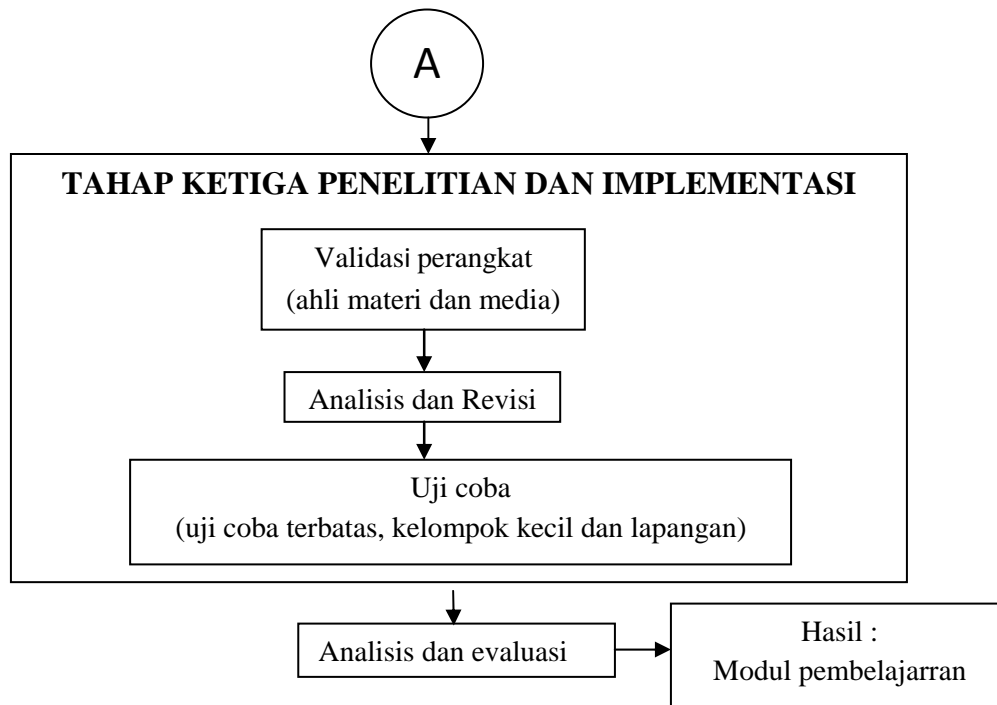 A
TAHAP KETIGA PENELITIAN DAN IMPLEMENTASI
Validasi perangkat
(ahli materi dan media)
Analisis dan Revisi
Uji coba
(uji coba terbatas, kelompok kecil dan lapangan)
Analisis dan evaluasi
Hasil :
Modul pembelajarran